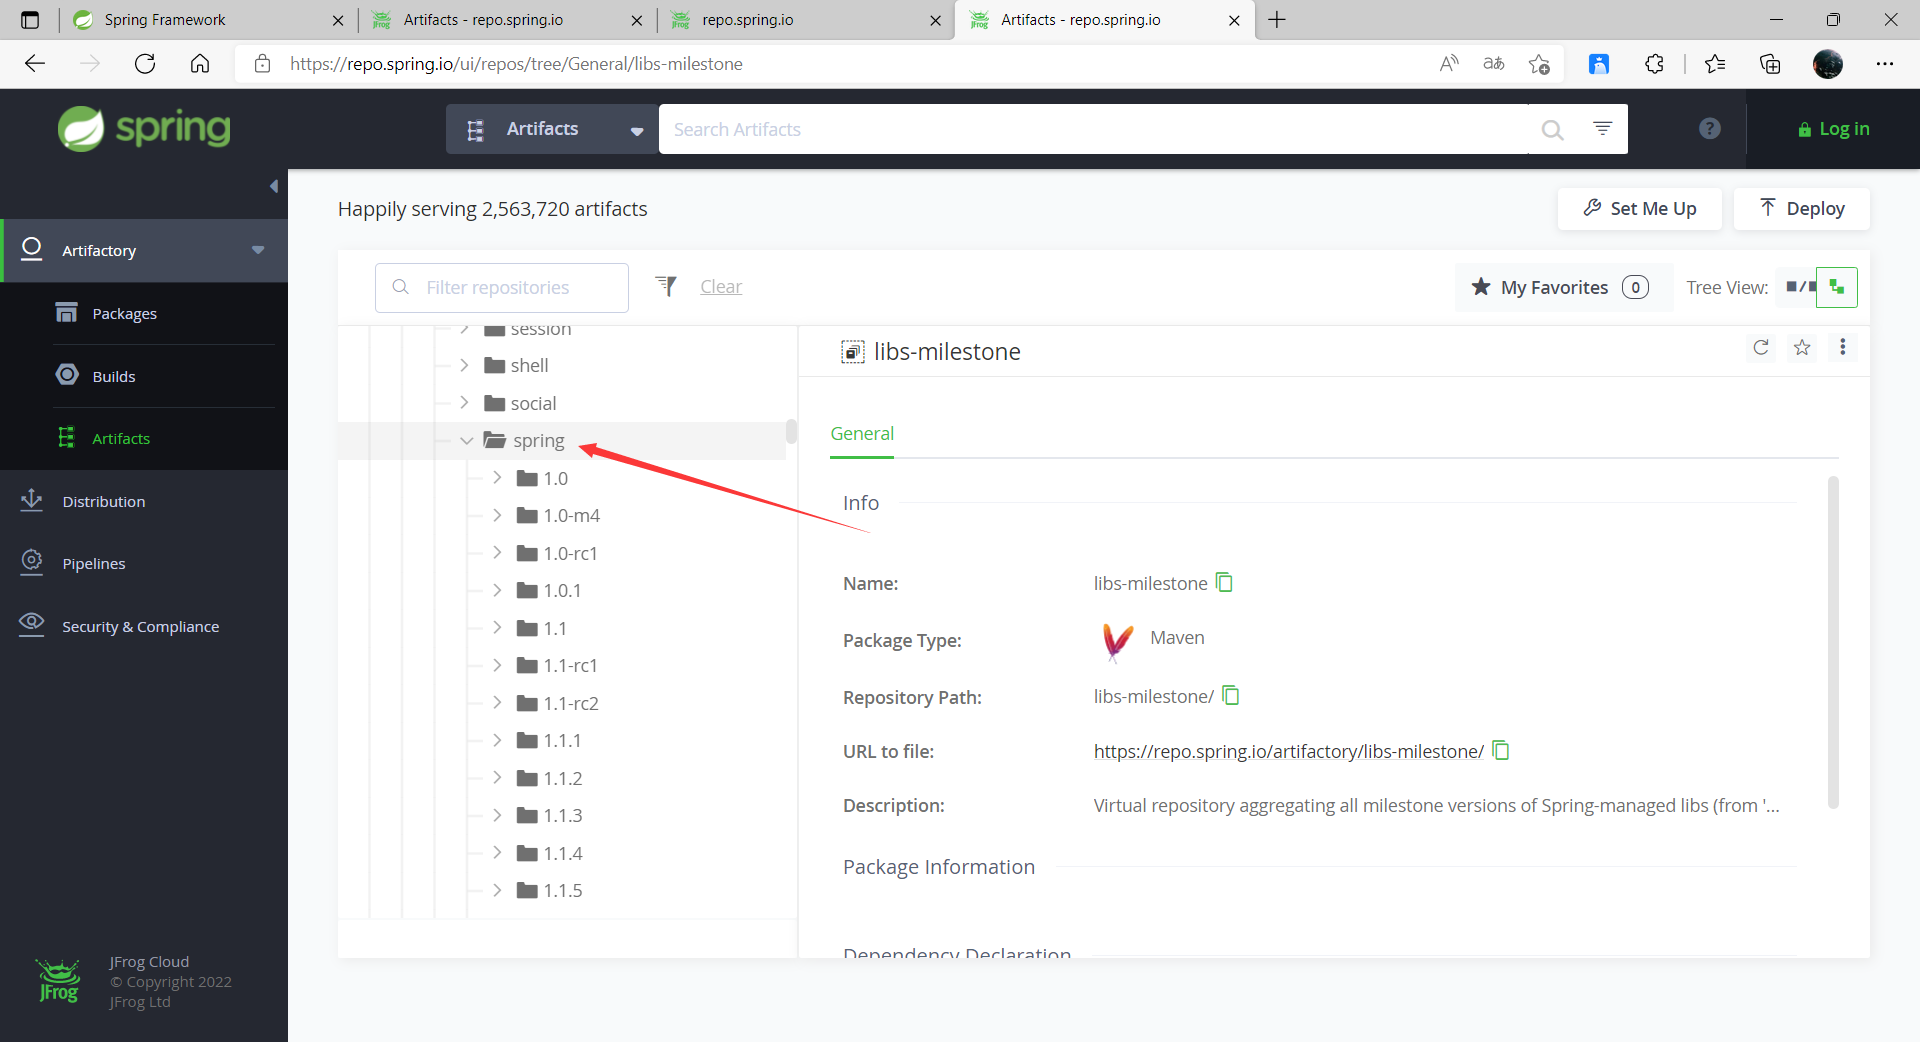 Spring Framework
Artifacts - repo.spring.io
repo.spring.io
Artifacts - repo.spring.io
https://repo.spring.io/ui/repos/tree/General/libs-milestone
spring
Artifacts
Search Artifacts
Log in
Happily serving 2,563,720 artifacts
Set Me Up
Deploy
Artifactory
Packages
Builds
Artifacts
Distribution
Pipelines
Security & Compliance
JFrog
JFrog Cloud
© Copyright 2022
JFrog Ltd
Filter repositories
Clear
My Favorites 0
Tree View:
session
shell
social
spring
1.0
1.0-m4
1.0-rc1
1.0.1
1.1
1.1-rc1
1.1-rc2
1.1.1
1.1.2
1.1.3
1.1.4
1.1.5
libs-milestone
General
Info
Name: libs-milestone
Package Type: Maven
Repository Path: libs-milestone/
URL to file: https://repo.spring.io/artifactory/libs-milestone/
Description: Virtual repository aggregating all milestone versions of Spring-managed libs (from '...
Package Information
Dependency Declaration